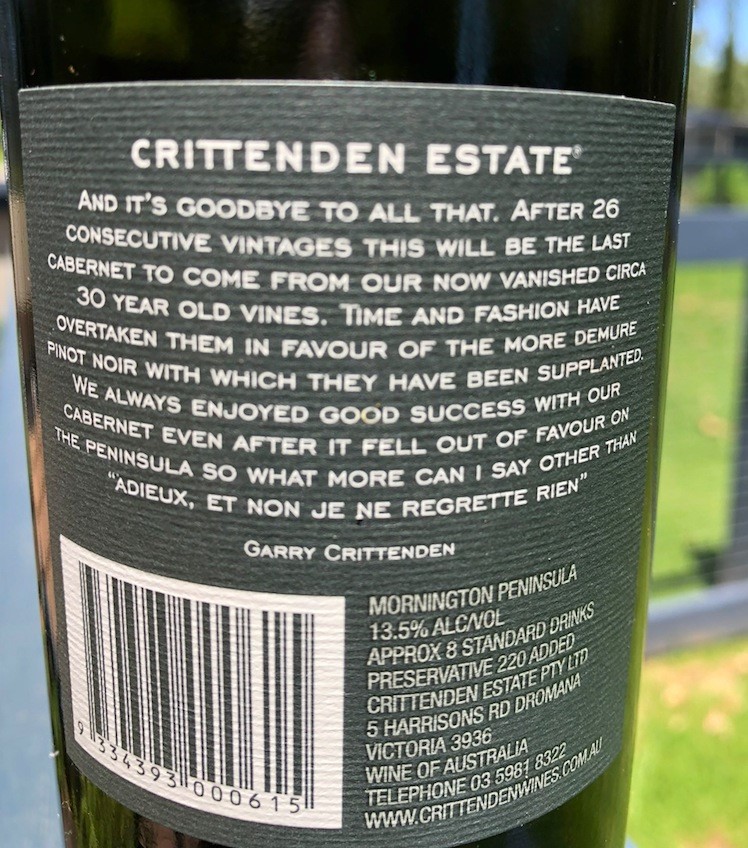 CRITTENDEN ESTATE®
AND IT'S GOODBYE TO ALL THAT. AFTER 26
CONSECUTIVE VINTAGES THIS WILL BE THE LAST
CABERNET TO COME FROM OUR NOW VANISHED CIRCA
30 YEAR OLD VINES. TIME AND FASHION HAVE
OVERTAKEN THEM IN FAVOUR OF THE MORE DEMURE
PINOT NOIR WITH WHICH THEY HAVE BEEN SUPPLANTED.
WE ALWAYS ENJOYED GOOD SUCCESS WITH OUR
CABERNET EVEN AFTER IT FELL OUT OF FAVOUR ON
THE PENINSULA SO WHAT MORE CAN I SAY OTHER THAN
"ADIEUX, ET NON JE NE REGRETTE RIEN"
GARRY CRITTENDEN
MORNINGTON PENINSULA
13.5% ALC/VOL
APPROX 8 STANDARD DRINKS
PRESERVATIVE 220 ADDED
CRITTENDEN ESTATE PTY LTD
5 HARRISONS RD DROMANA
VICTORIA 3936
WINE OF AUSTRALIA
TELEPHONE 03 5981 8322
WWW.CRITTENDENWINES.COM.AU
9 334393 000615